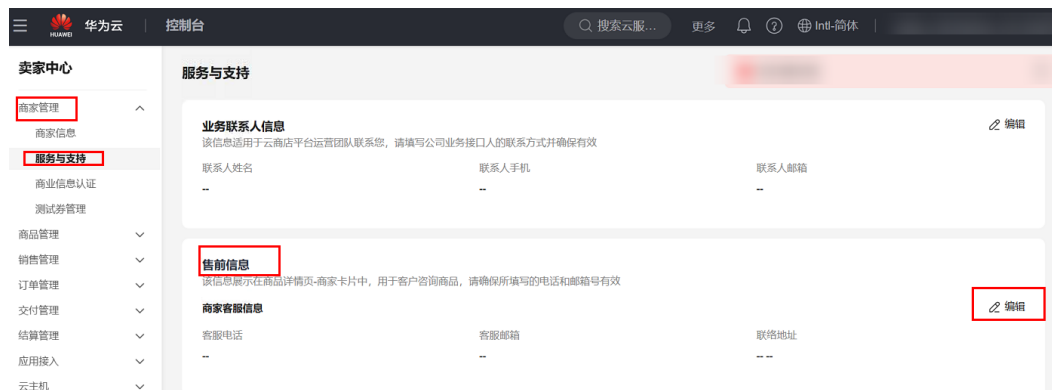 HUAWEI 华为云 控制台 搜索云服... 更多 Intl-简体
卖家中心
服务与支持
商家管理
商家信息
服务与支持
商业信息认证
测试券管理
商品管理
销售管理
订单管理
交付管理
结算管理
应用接入
云主机
业务联系人信息 编辑
该信息适用于云商店平台运营团队联系您，请填写公司业务接口人的联系方式并确保有效
联系人姓名 联系人手机 联系人邮箱
-- -- --
售前信息
该信息展示在商品详情页-商家卡片中，用于客户咨询商品，请确保所填写的电话和邮箱号有效
商家客服信息 编辑
客服电话 客服邮箱 联络地址
-- -- -- --